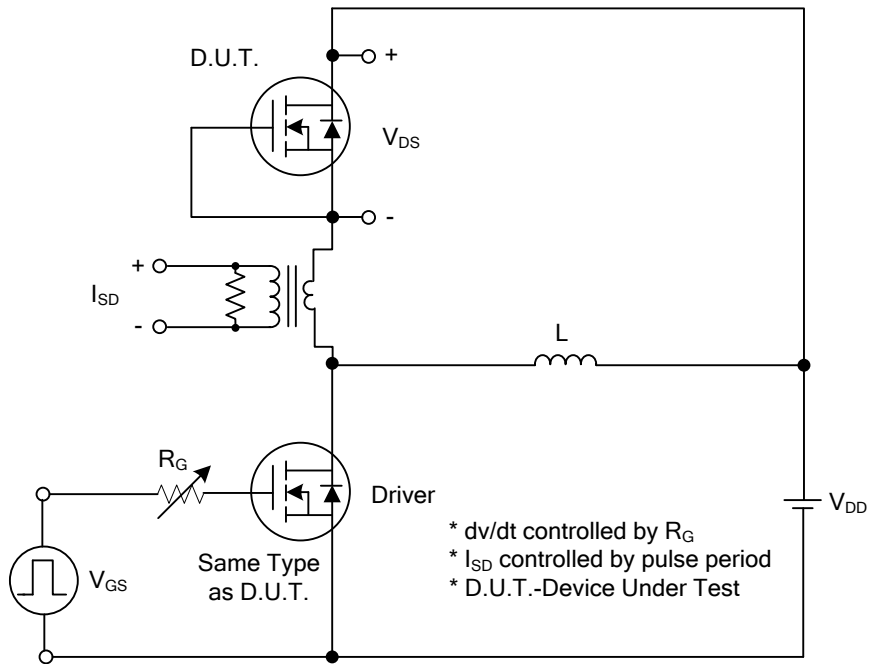 D.U.T.
+
V_DS
-
+
I_SD
-
L
R_G
Driver
V_DD
V_GS
Same Type
as D.U.T.
* dv/dt controlled by R_G
* I_SD controlled by pulse period
* D.U.T.-Device Under Test